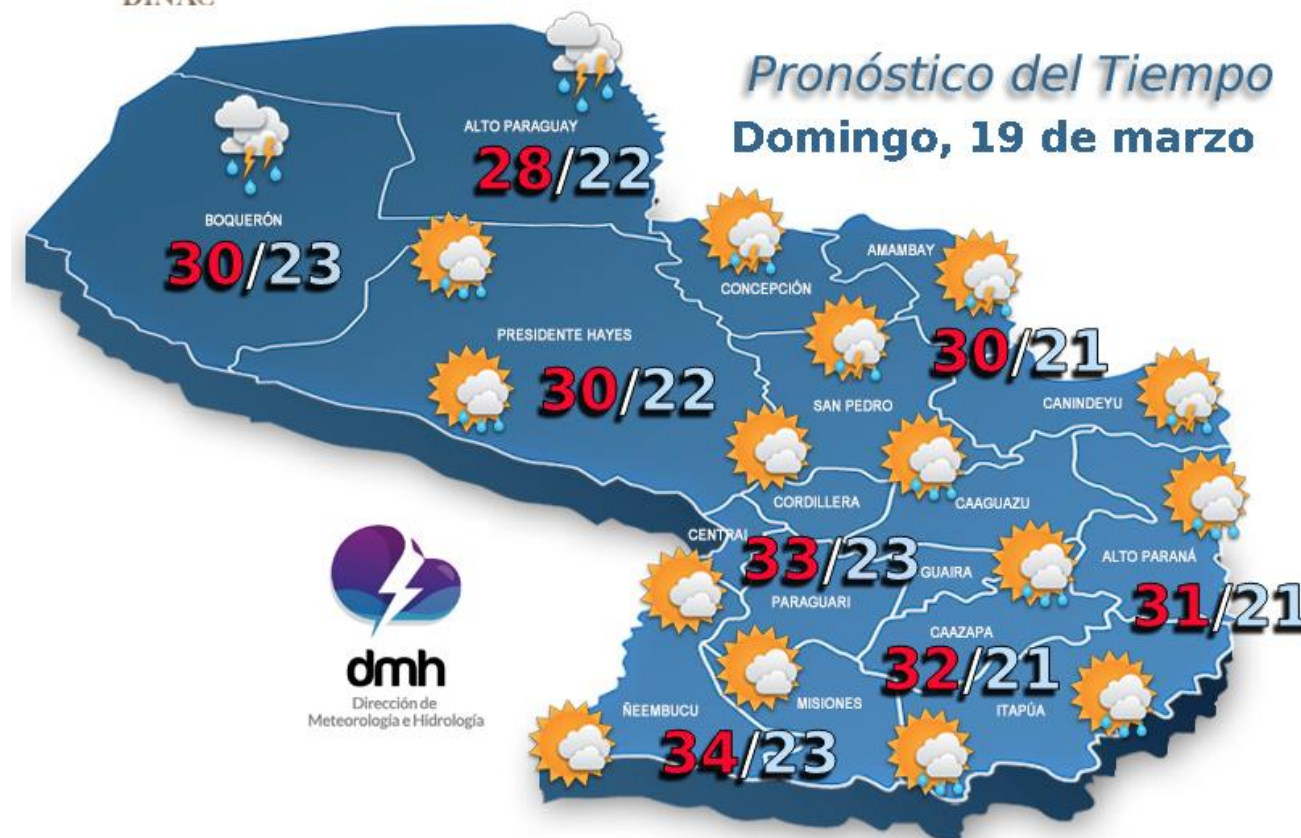 DINAC
Pronóstico del Tiempo
Domingo, 19 de marzo
ALTO PARAGUAY
28/22
BOQUERÓN
30/23
AMAMBAY
CONCEPCIÓN
PRESIDENTE HAYES
30/21
30/22
SAN PEDRO
CANINDEYU
CORDILLERA
CAAGUAZU
CENTRAL
33/23
GUAIRA
ALTO PARANÁ
PARAGUARI
31/21
CAAZAPA
32/21
ÑEEMBUCU
MISIONES
ITAPÚA
34/23
dmh
Dirección de
Meteorología e Hidrología